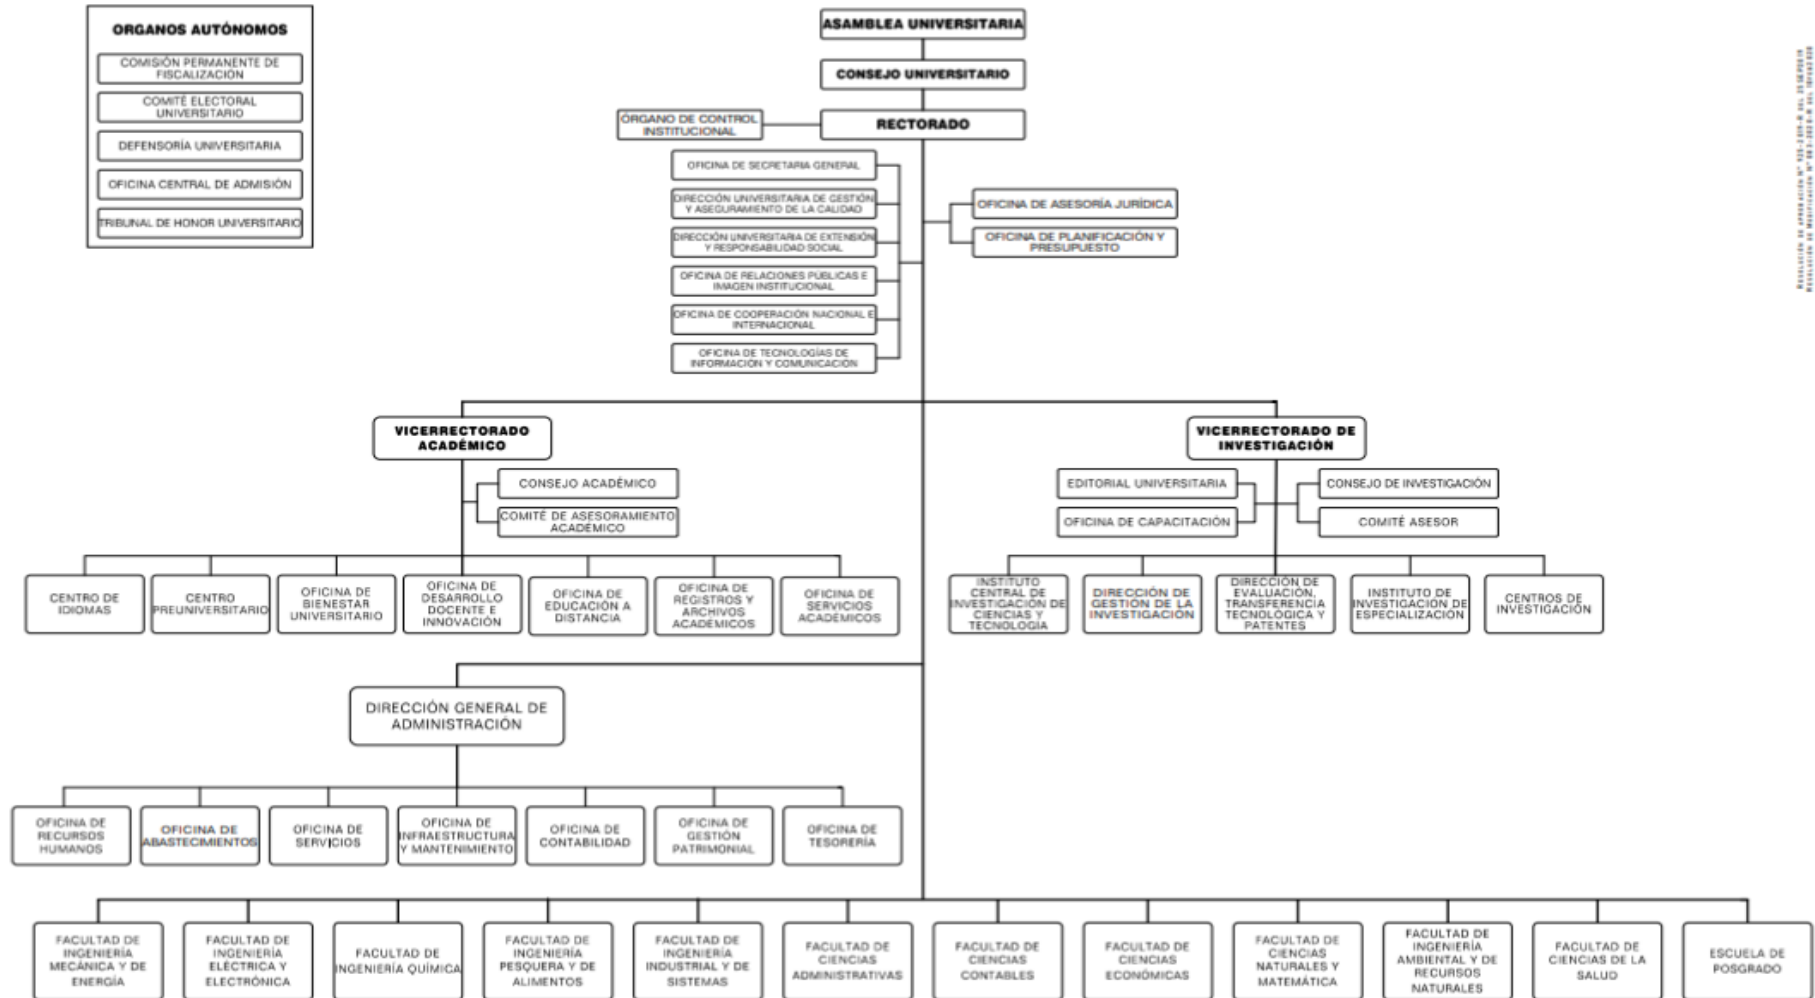 ORGANOS AUTÓNOMOS
COMISIÓN PERMANENTE DE
FISCALIZACIÓN
COMITÉ ELECTORAL
UNIVERSITARIO
DEFENSORÍA UNIVERSITARIA
OFICINA CENTRAL DE ADMISIÓN
TRIBUNAL DE HONOR UNIVERSITARIO
ASAMBLEA UNIVERSITARIA
CONSEJO UNIVERSITARIO
RECTORADO
ÓRGANO DE CONTROL
INSTITUCIONAL
OFICINA DE SECRETARIA GENERAL
DIRECCIÓN UNIVERSITARIA DE GESTIÓN
Y ASEGURAMIENTO DE LA CALIDAD
DIRECCIÓN UNIVERSITARIA DE EXTENSIÓN
Y RESPONSABILIDAD SOCIAL
OFICINA DE RELACIONES PÚBLICAS E
IMAGEN INSTITUCIONAL
OFICINA DE COOPERACIÓN NACIONAL E
INTERNACIONAL
OFICINA DE TECNOLOGÍAS DE
INFORMACIÓN Y COMUNICACIÓN
OFICINA DE ASESORÍA JURÍDICA
OFICINA DE PLANIFICACIÓN Y
PRESUPUESTO
VICERRECTORADO
ACADÉMICO
CONSEJO ACADÉMICO
COMITÉ DE ASESORAMIENTO
ACADÉMICO
CENTRO DE
IDIOMAS
CENTRO
PREUNIVERSITARIO
OFICINA DE
BIENESTAR
UNIVERSITARIO
OFICINA DE
DESARROLLO
DOCENTE E
INNOVACIÓN
OFICINA DE
EDUCACIÓN A
DISTANCIA
OFICINA DE
REGISTROS Y
ARCHIVOS
ACADÉMICOS
OFICINA DE
SERVICIOS
ACADÉMICOS
VICERRECTORADO DE
INVESTIGACIÓN
EDITORIAL UNIVERSITARIA
OFICINA DE CAPACITACIÓN
CONSEJO DE INVESTIGACIÓN
COMITÉ ASESOR
INSTITUTO
CENTRAL DE
INVESTIGACIÓN DE
CIENCIAS Y
TECNOLOGÍA
DIRECCIÓN DE
GESTIÓN DE LA
INVESTIGACIÓN
DIRECCIÓN DE
EVALUACIÓN,
TRANSFERENCIA
TECNOLÓGICA Y
PATENTES
INSTITUTO DE
INVESTIGACIÓN DE
ESPECIALIZACIÓN
CENTROS DE
INVESTIGACIÓN
DIRECCIÓN GENERAL DE
ADMINISTRACIÓN
OFICINA DE
RECURSOS
HUMANOS
OFICINA DE
ABASTECIMIENTOS
OFICINA DE
SERVICIOS
OFICINA DE
INFRAESTRUCTURA
Y MANTENIMIENTO
OFICINA DE
CONTABILIDAD
OFICINA DE
GESTIÓN
PATRIMONIAL
OFICINA DE
TESORERÍA
FACULTAD DE
INGENIERÍA
MECÁNICA Y DE
ENERGÍA
FACULTAD DE
INGENIERÍA
ELÉCTRICA Y
ELECTRÓNICA
FACULTAD DE
INGENIERÍA QUÍMICA
FACULTAD DE
INGENIERÍA
PESQUERA Y DE
ALIMENTOS
FACULTAD DE
INGENIERÍA
INDUSTRIAL Y DE
SISTEMAS
FACULTAD DE
CIENCIAS
ADMINISTRATIVAS
FACULTAD DE
CIENCIAS
CONTABLES
FACULTAD DE
CIENCIAS
ECONÓMICAS
FACULTAD DE
CIENCIAS
NATURALES Y
MATEMÁTICA
FACULTAD DE
INGENIERÍA
AMBIENTAL Y DE
RECURSOS
NATURALES
FACULTAD DE
CIENCIAS DE LA
SALUD
ESCUELA DE
POSGRADO